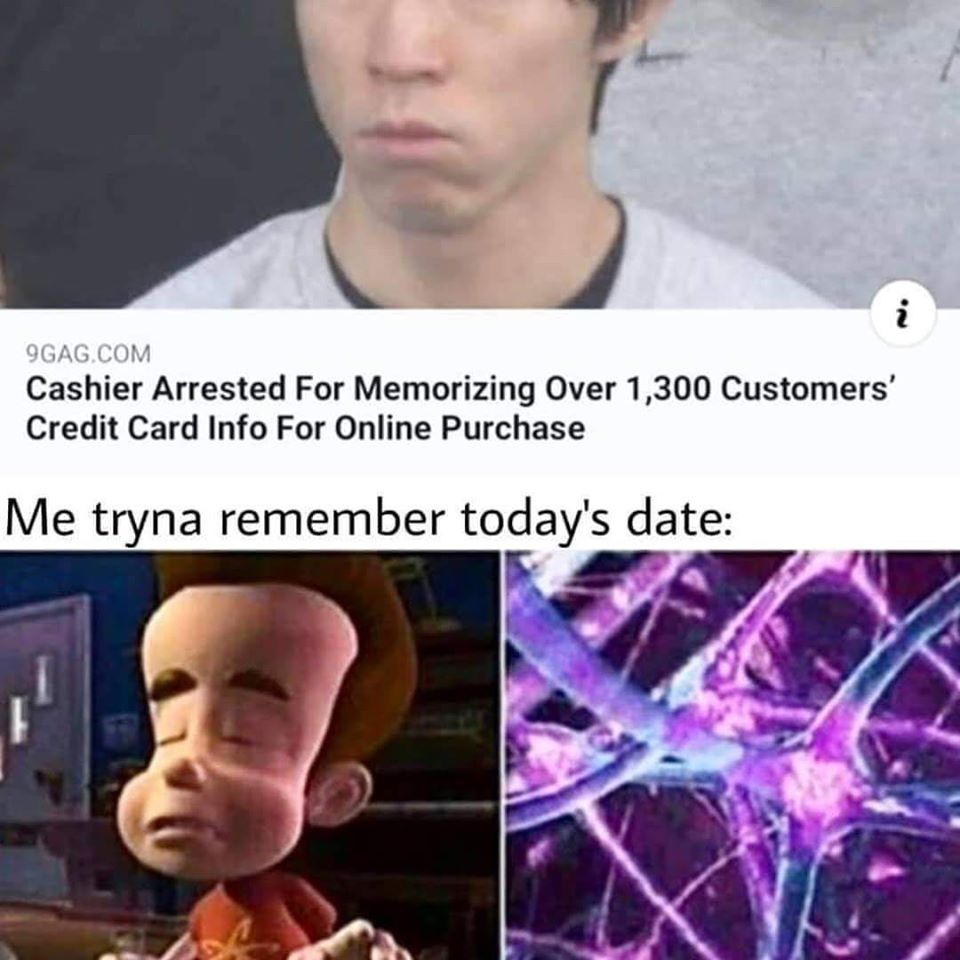 i
9GAG.COM
Cashier Arrested For Memorizing Over 1,300 Customers'
Credit Card Info For Online Purchase
Me tryna remember today's date: